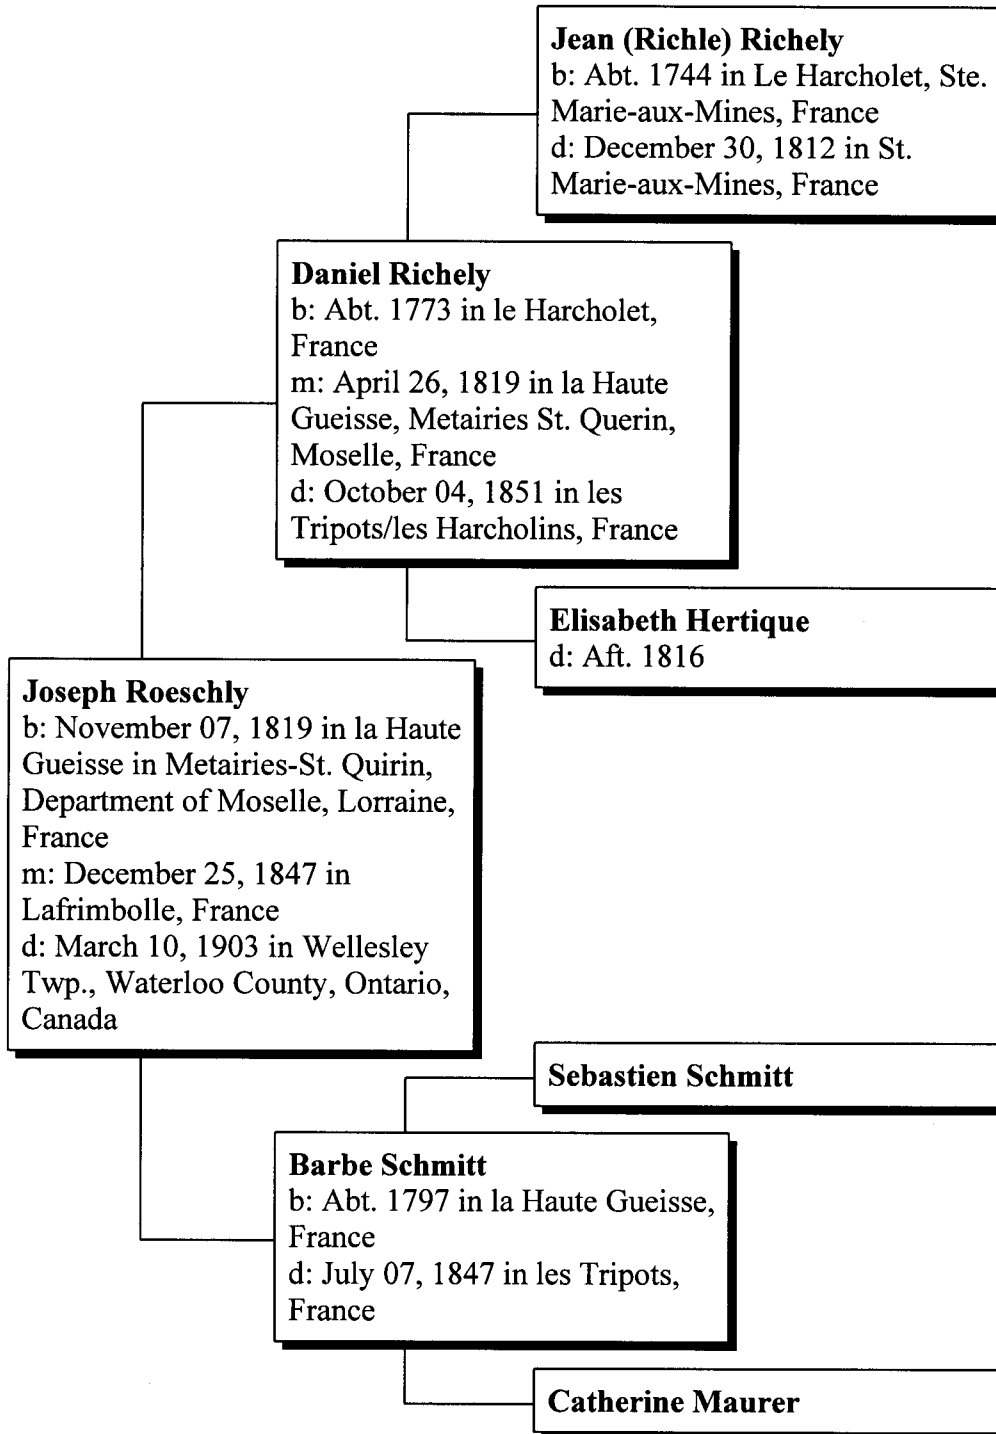 Jean (Richle) Richely
b: Abt. 1744 in Le Harcholet, Ste.
Marie-aux-Mines, France
d: December 30, 1812 in St.
Marie-aux-Mines, France
Daniel Richely
b: Abt. 1773 in le Harcholet,
France
m: April 26, 1819 in la Haute
Gueisse, Metairies St. Querin,
Moselle, France
d: October 04, 1851 in les
Tripots/les Harcholins, France
Elisabeth Hertique
d: Aft. 1816
Joseph Roeschly
b: November 07, 1819 in la Haute
Gueisse in Metairies-St. Quirin,
Department of Moselle, Lorraine,
France
m: December 25, 1847 in
Lafrimbolle, France
d: March 10, 1903 in Wellesley
Twp., Waterloo County, Ontario,
Canada
Sebastien Schmitt
Barbe Schmitt
b: Abt. 1797 in la Haute Gueisse,
France
d: July 07, 1847 in les Tripots,
France
Catherine Maurer